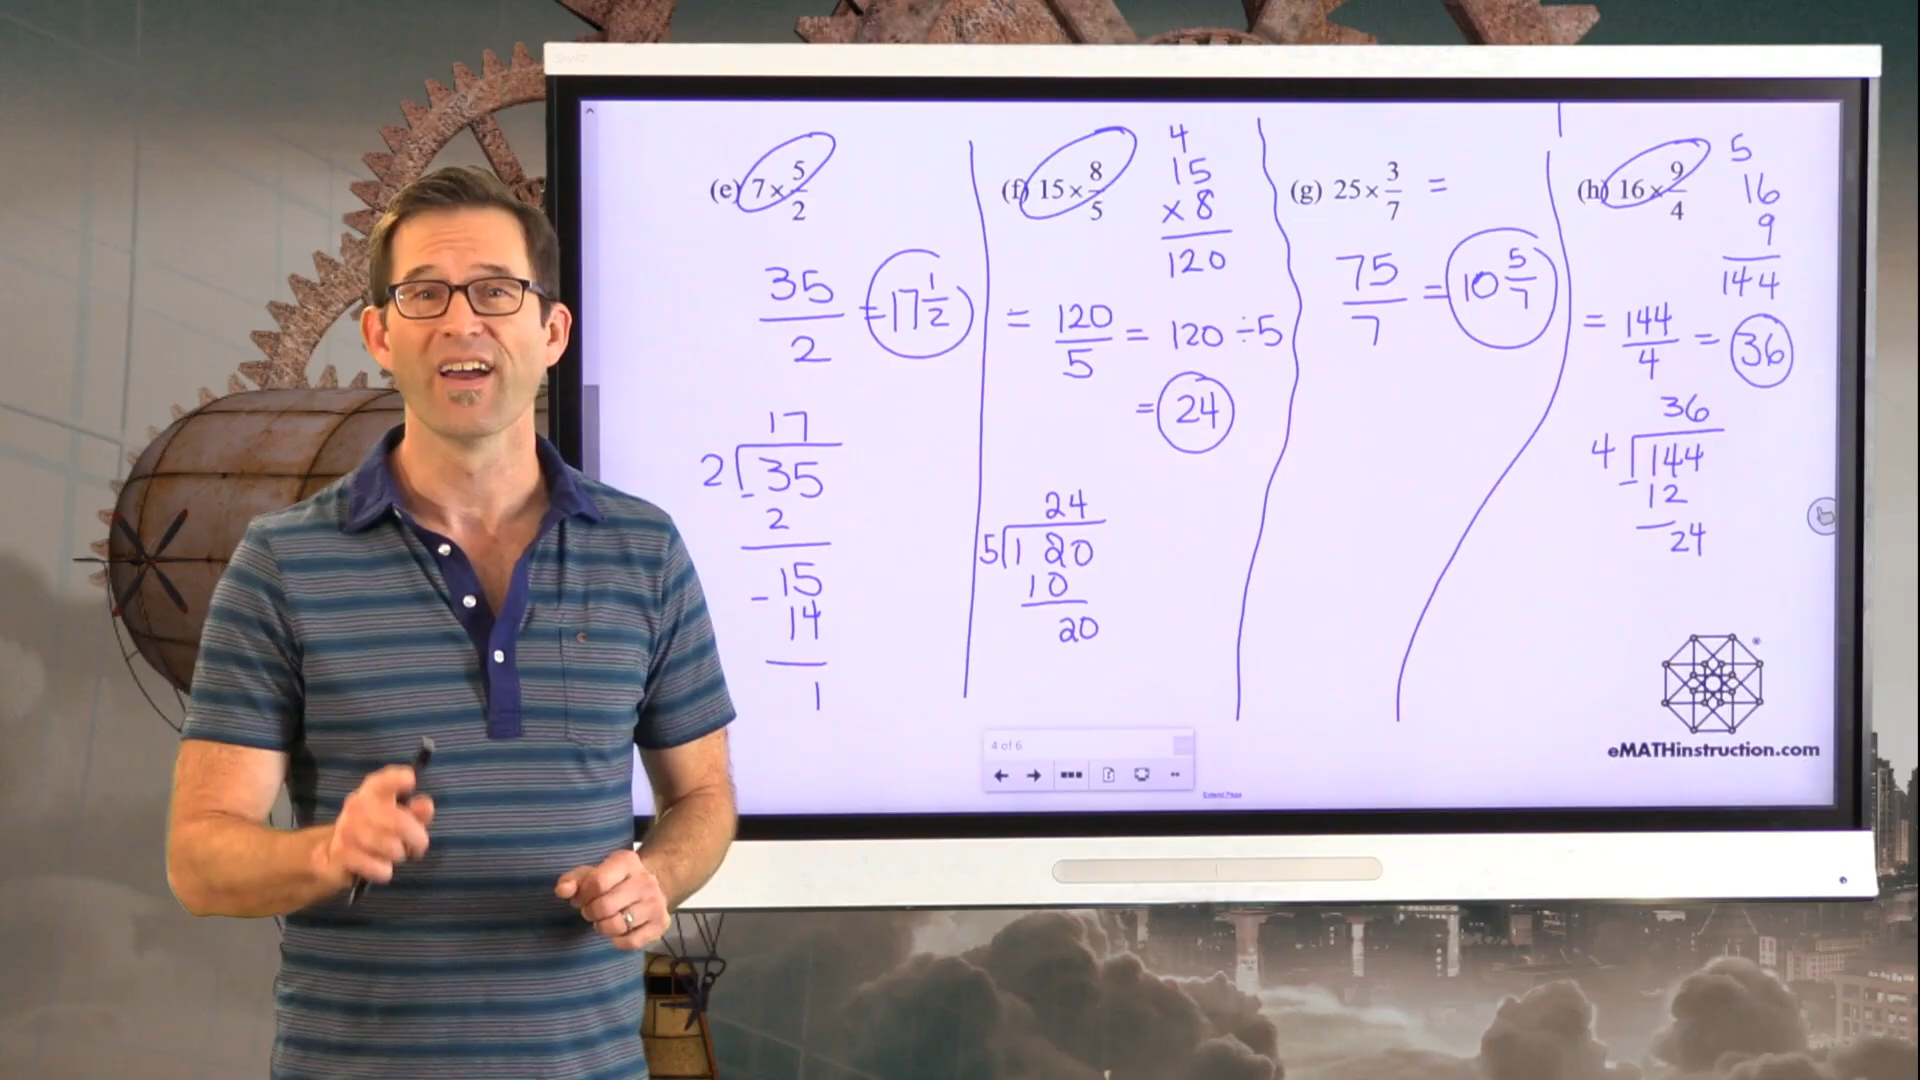 (e) 7 × 5/2
35/2 = 17 1/2
17
2 35
- 2
15
- 14
1
(f) 15 × 8/5
4
15
× 8
120
= 120/5 = 120 ÷ 5
= 24
24
5 120
10
20
(g) 25 × 3/7 =
75/7 = 10 5/7
(h) 16 × 9/4
5
16
9
144
= 144/4 = 36
36
4 144
- 12
24
4 of 6
Extend Page
eMATHinstruction.com